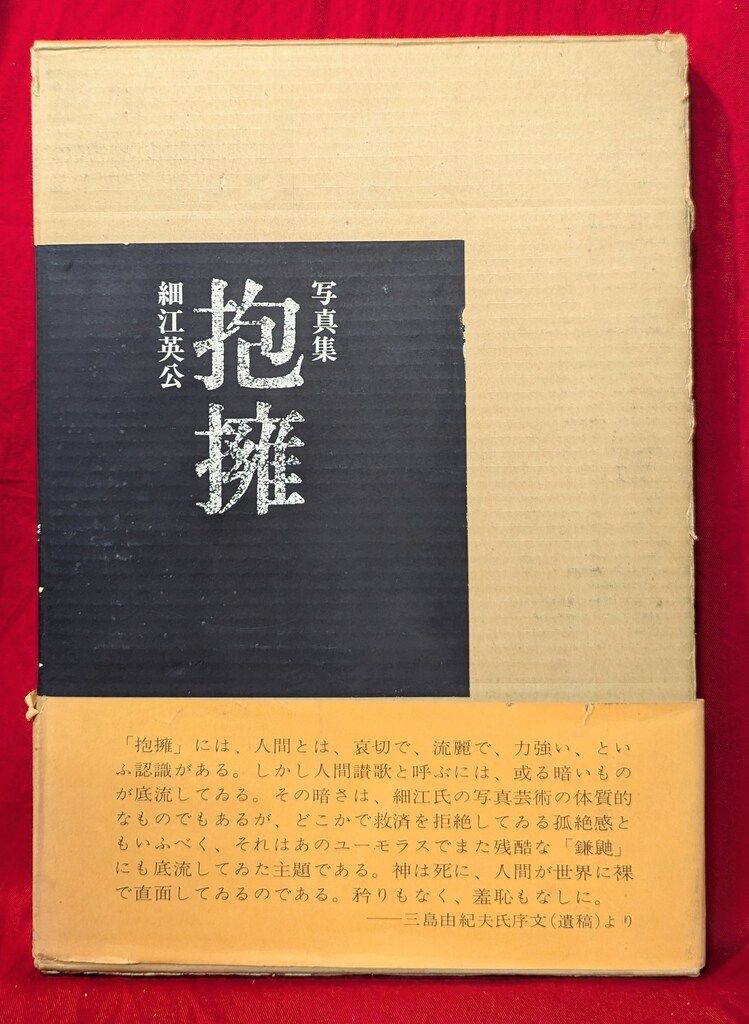 写真集
抱擁
細江英公
「抱擁」には、人間とは、哀切で、流麗で、力強い、とい
ふ認識がある。しかし人間讃歌と呼ぶには、或る暗いもの
が底流してゐる。その暗さは、細江氏の写真芸術の体質的
なものでもあるが、どこかで救済を拒絶してゐる孤絶感と
もいふべく、それはあのユーモラスでまた残酷な「鎌鼬」
にも底流してゐた主題である。神は死に、人間が世界に裸
で直面してゐるのである。矜りもなく、羞恥もなしに。
──三島由紀夫氏序文(遺稿)より